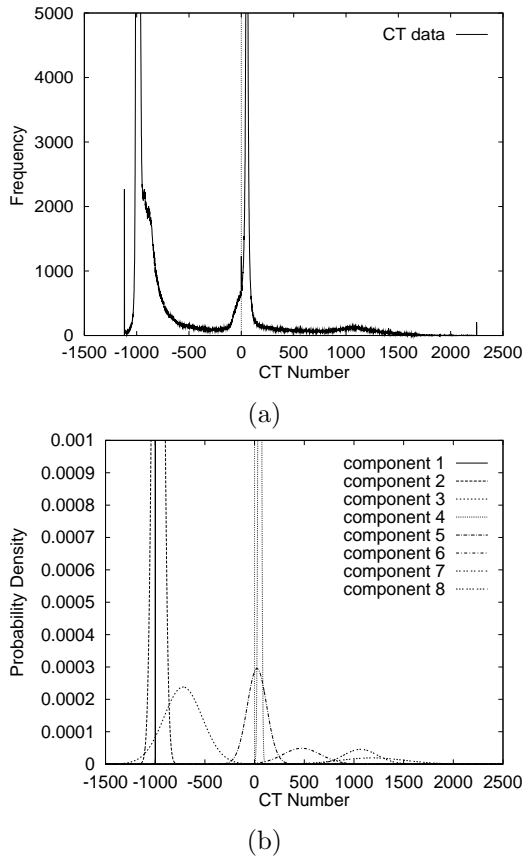 5000
4000
3000
2000
1000
0
Frequency
CT data
-1500 -1000 -500 0 500 1000 1500 2000 2500
CT Number
(a)
0.001
0.0009
0.0008
0.0007
0.0006
0.0005
0.0004
0.0003
0.0002
0.0001
0
Probability Density
component 1
component 2
component 3
component 4
component 5
component 6
component 7
component 8
-1500 -1000 -500 0 500 1000 1500 2000 2500
CT Number
(b)